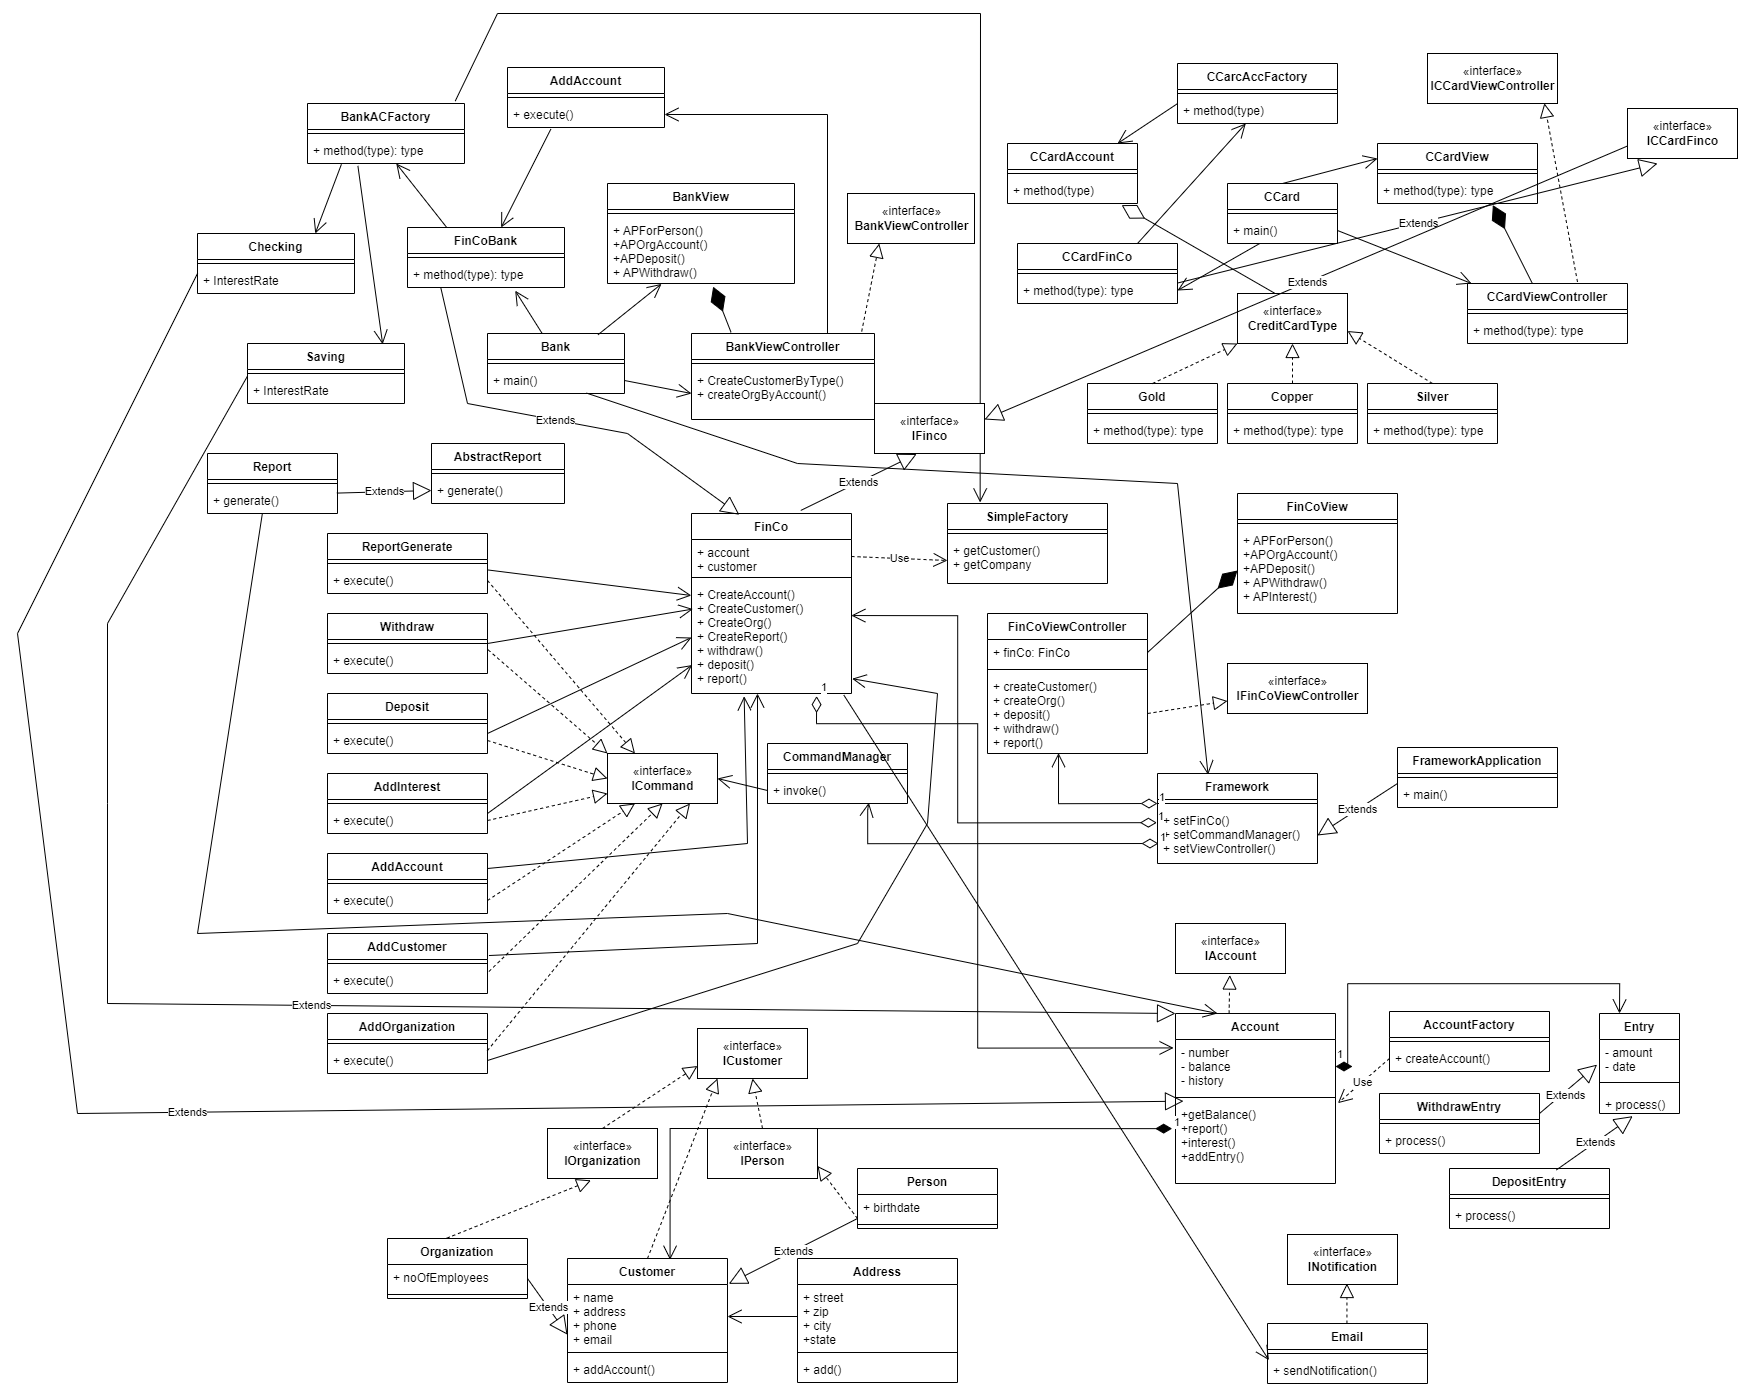 AddAccount
+ execute()
BankACFactory
+ method(type): type
CCarcAccFactory
+ method(type)
«interface»
ICCardViewController
«interface»
ICCardFinco
CCardAccount
+ method(type)
CCardView
+ method(type): type
CCard
+ main()
Extends
BankView
+ APForPerson()
+APOrgAccount()
+APDeposit()
+ APWithdraw()
«interface»
BankViewController
FinCoBank
+ method(type): type
Checking
+ InterestRate
CCardFinCo
+ method(type): type
Extends
CCardViewController
+ method(type): type
«interface»
CreditCardType
Bank
+ main()
BankViewController
+ CreateCustomerByType()
+ createOrgByAccount()
Saving
+ InterestRate
Gold
+ method(type): type
Copper
+ method(type): type
Silver
+ method(type): type
«interface»
IFinco
Extends
Extends
Report
+ generate()
Extends
AbstractReport
+ generate()
FinCo
+ account
+ customer
+ CreateAccount()
+ CreateCustomer()
+ CreateOrg()
+ CreateReport()
+ withdraw()
+ deposit()
+ report()
1
Use
SimpleFactory
+ getCustomer()
+ getCompany
FinCoView
+ APForPerson()
+APOrgAccount()
+APDeposit()
+ APWithdraw()
+ APInterest()
ReportGenerate
+ execute()
Withdraw
+ execute()
Deposit
+ execute()
AddInterest
+ execute()
AddAccount
+ execute()
AddCustomer
+ execute()
AddOrganization
+ execute()
«interface»
ICommand
CommandManager
+ invoke()
FinCoViewController
+ finCo: FinCo
+ createCustomer()
+ createOrg()
+ deposit()
+ withdraw()
+ report()
«interface»
IFinCoViewController
Framework
1
1
1
+ setFinCo()
+ setCommandManager()
+ setViewController()
Extends
FrameworkApplication
+ main()
«interface»
IAccount
Extends
Extends
Account
- number
- balance
- history
+getBalance()
+report()
+interest()
+addEntry()
1
1
AccountFactory
+ createAccount()
Use
Entry
- amount
- date
+ process()
WithdrawEntry
+ process()
Extends
DepositEntry
+ process()
Extends
«interface»
ICustomer
«interface»
IOrganization
«interface»
IPerson
Person
+ birthdate
Extends
Organization
+ noOfEmployees
Extends
Customer
+ name
+ address
+ phone
+ email
+ addAccount()
Address
+ street
+ zip
+ city
+state
+ add()
«interface»
INotification
Email
+ sendNotification()